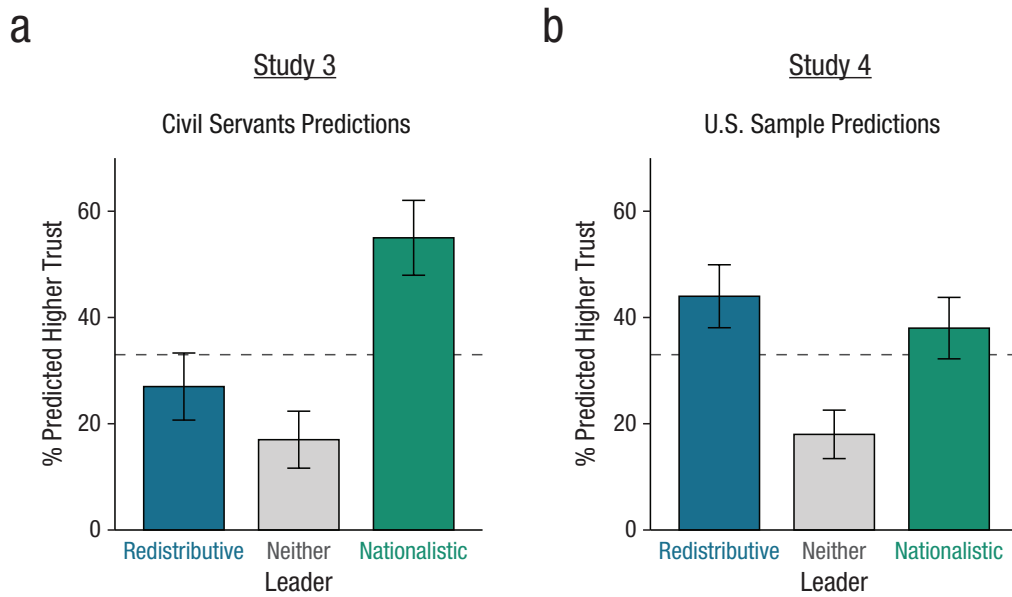 a
Study 3
Civil Servants Predictions
% Predicted Higher Trust
60
40
20
0
Redistributive Neither Nationalistic
Leader
b
Study 4
U.S. Sample Predictions
% Predicted Higher Trust
60
40
20
0
Redistributive Neither Nationalistic
Leader